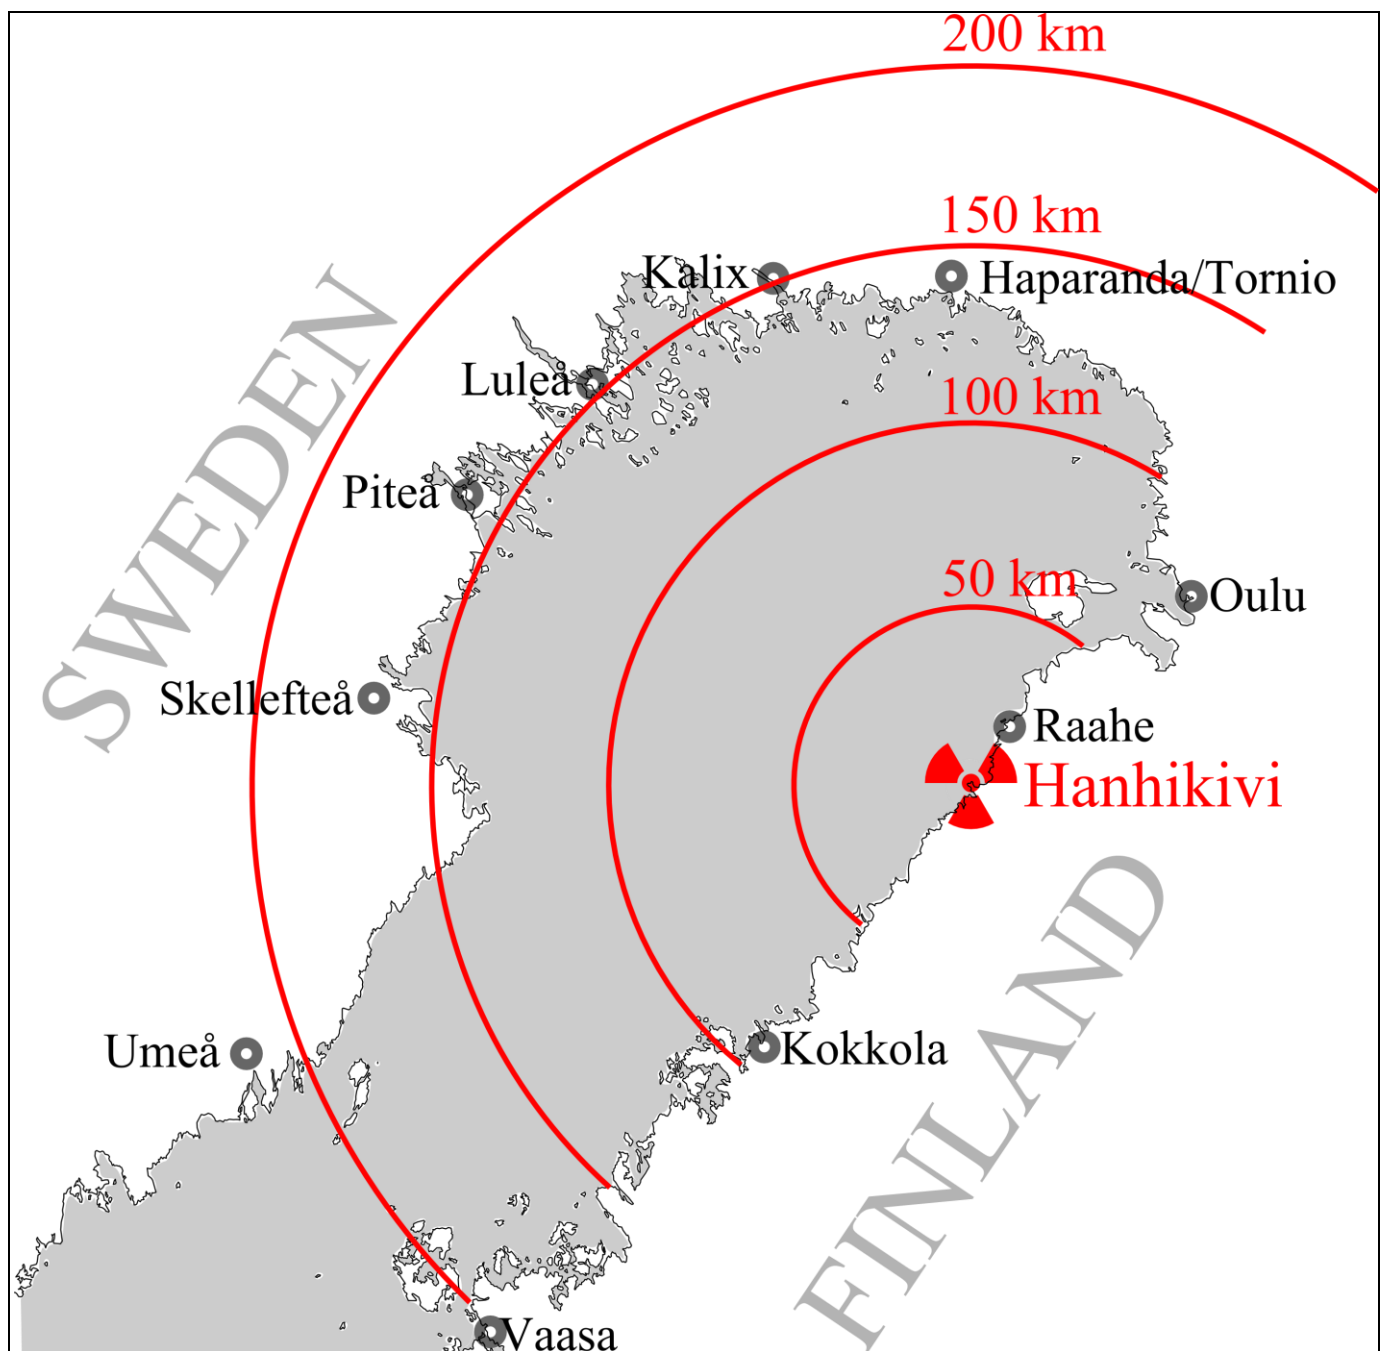 200 km
150 km
Kalix
Haparanda/Tornio
SWEDEN
Luleå
100 km
Piteå
50 km
Oulu
Skellefteå
Raahe
Hanhikivi
Umeå
Kokkola
FINLAND
Vaasa